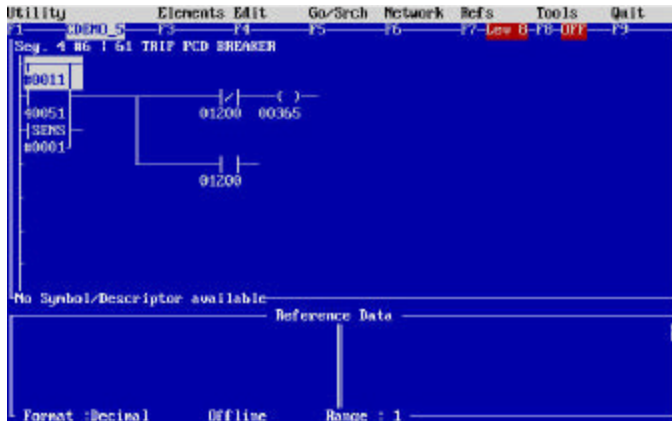 Utility Elements Edit Go/Srch Network Refs Tools Quit
F1 CDEMO_5 F3 F4 F5 F6 F7-Lev 8-F8-OFF F9
Seg. 4 #6 | 61 TRIP PCD BREAKER
#0011
40051 01200 00365
SENS
#0001
01200
No Symbol/Descriptor available
Reference Data
Format :Decimal Offline Range : 1